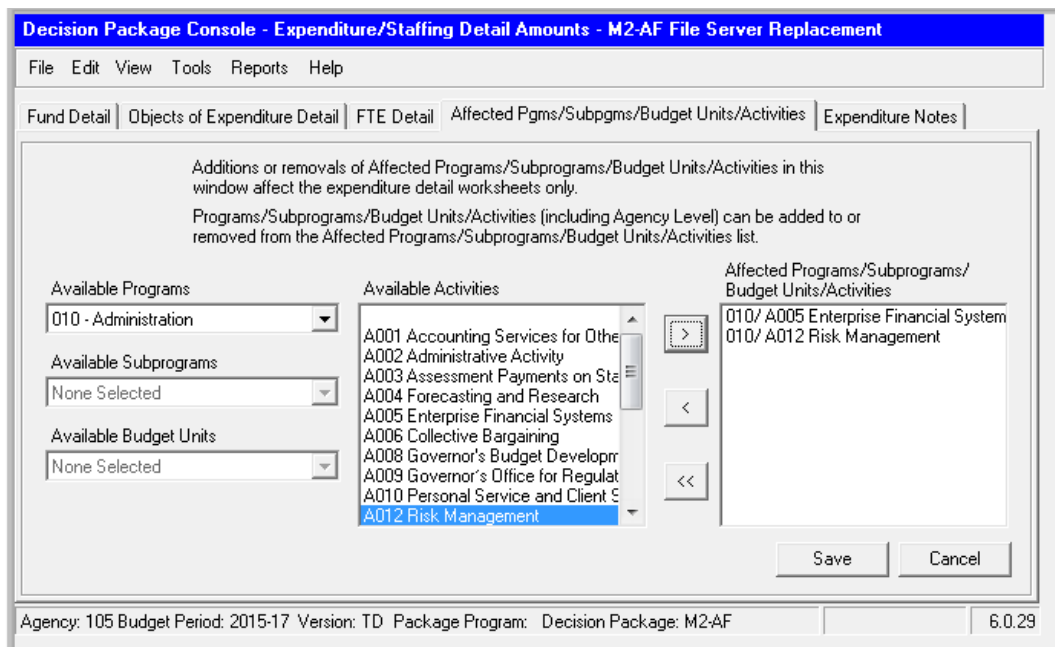 Decision Package Console - Expenditure/Staffing Detail Amounts - M2-AF File Server Replacement
File Edit View Tools Reports Help
Fund Detail Objects of Expenditure Detail FTE Detail Affected Pgms/Subpgms/Budget Units/Activities Expenditure Notes
Additions or removals of Affected Programs/Subprograms/Budget Units/Activities in this
window affect the expenditure detail worksheets only.
Programs/Subprograms/Budget Units/Activities (including Agency Level) can be added to or
removed from the Affected Programs/Subprograms/Budget Units/Activities list.
Available Programs
010 - Administration
Available Subprograms
None Selected
Available Budget Units
None Selected
Available Activities
A001 Accounting Services for Othe
A002 Administrative Activity
A003 Assessment Payments on Sta
A004 Forecasting and Research
A005 Enterprise Financial Systems
A006 Collective Bargaining
A008 Governor's Budget Developm
A009 Governor's Office for Regulat
A010 Personal Service and Client S
A012 Risk Management
>
<
<<
Affected Programs/Subprograms/
Budget Units/Activities
010/ A005 Enterprise Financial System
010/ A012 Risk Management
Save Cancel
Agency: 105 Budget Period: 2015-17 Version: TD Package Program: Decision Package: M2-AF 6.0.29